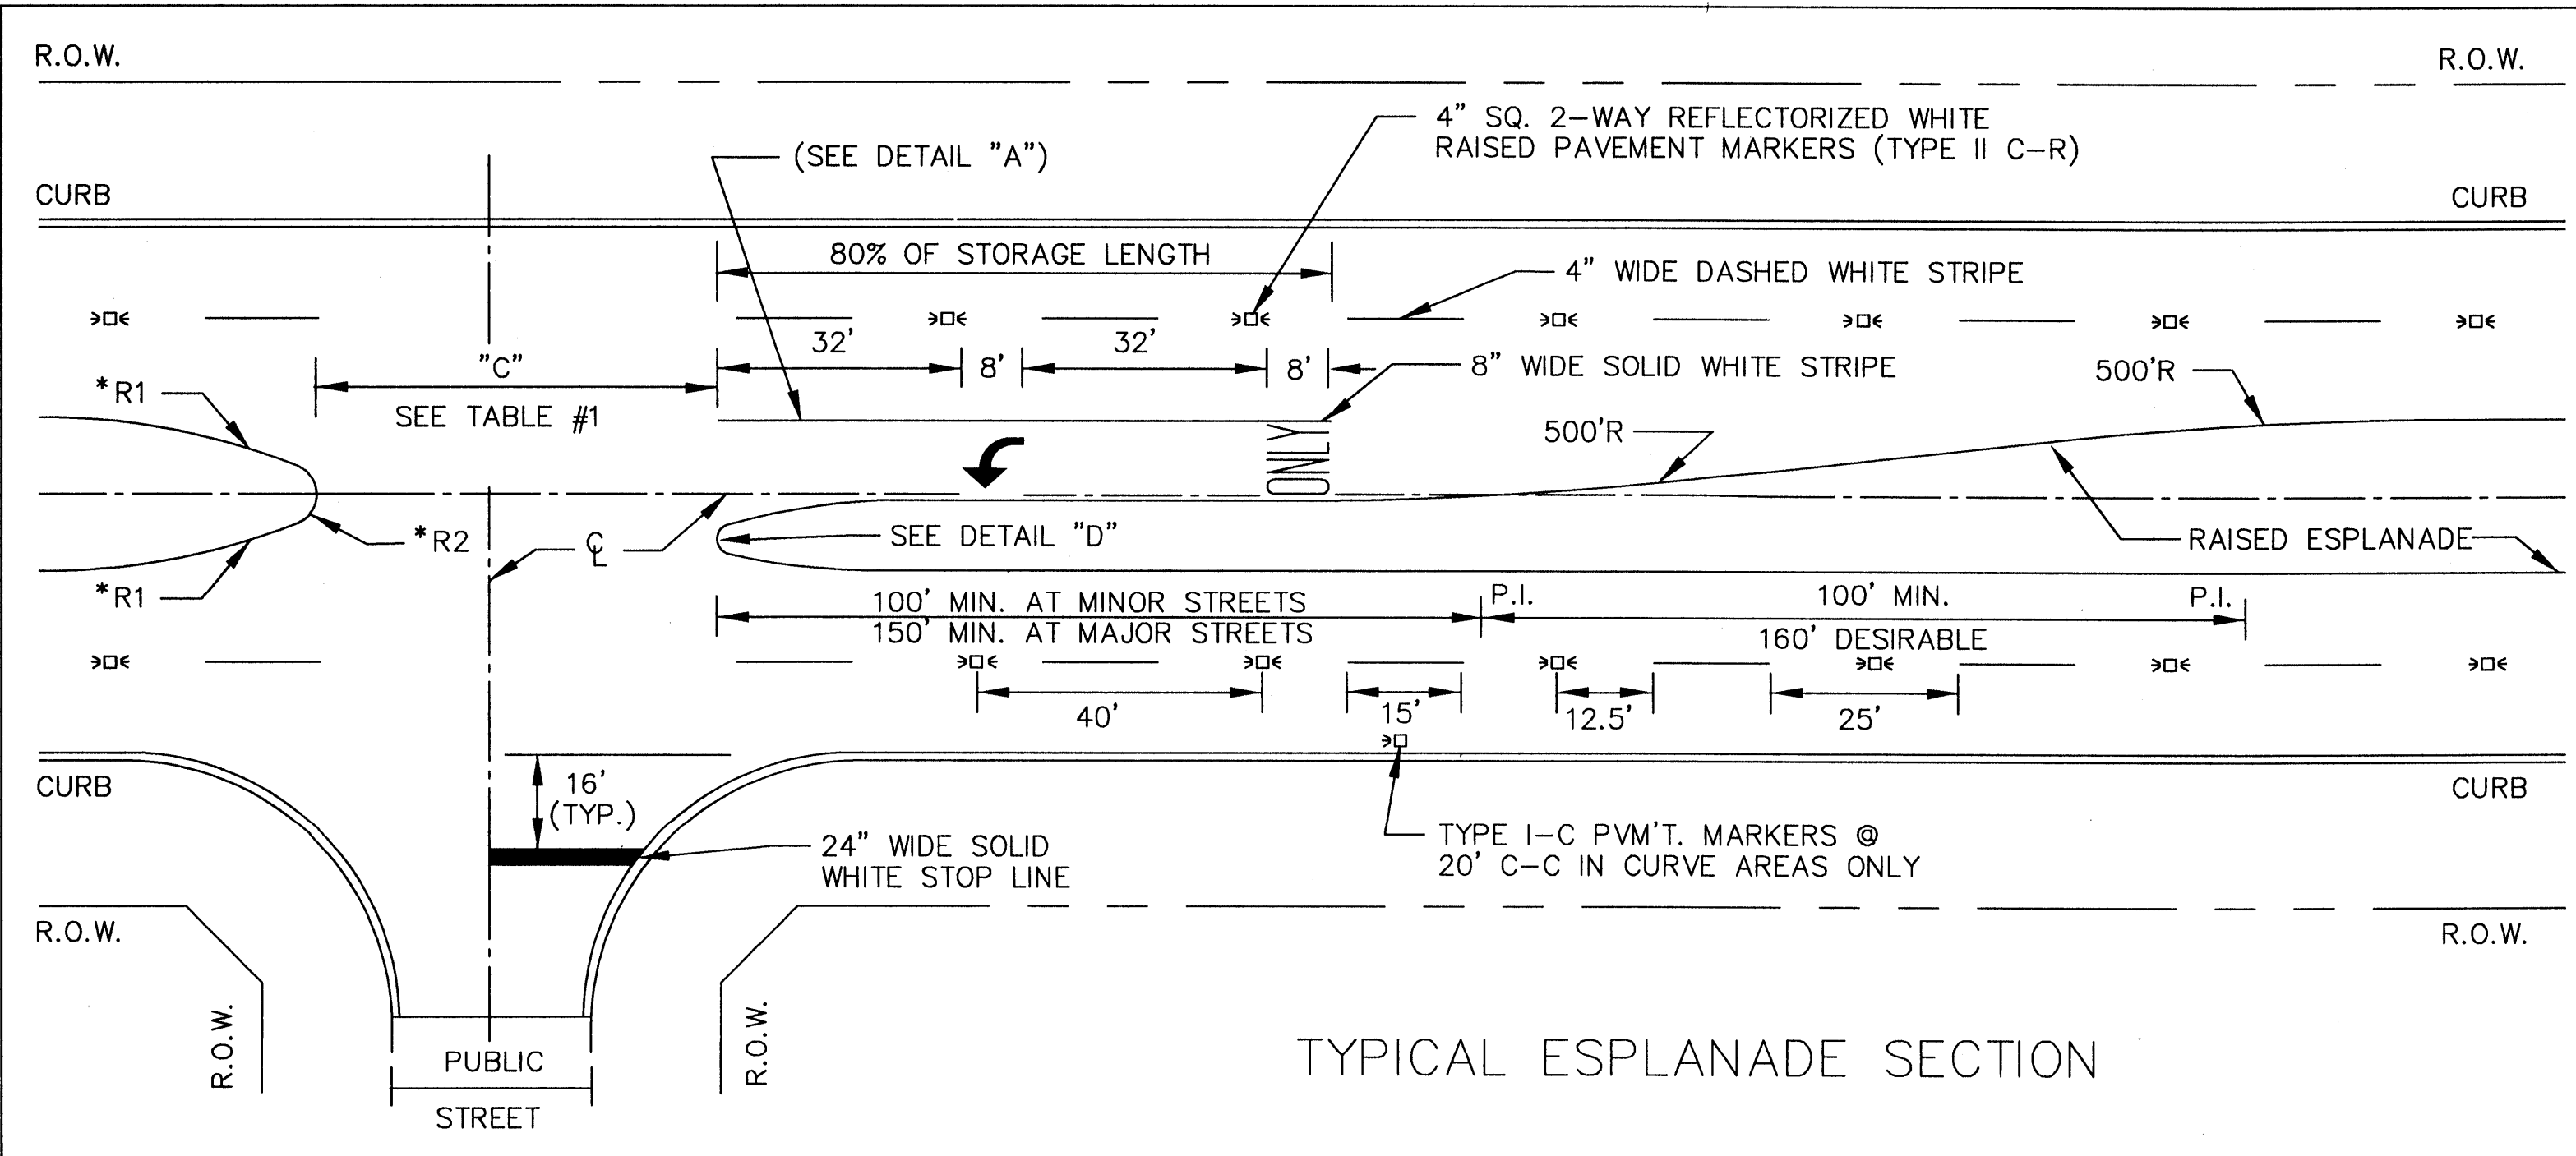 R.O.W.
R.O.W.
4" SQ. 2-WAY REFLECTORIZED WHITE
RAISED PAVEMENT MARKERS (TYPE II C-R)
(SEE DETAIL "A")
CURB
CURB
80% OF STORAGE LENGTH
4" WIDE DASHED WHITE STRIPE
32'
8'
32'
8'
"C"
SEE TABLE #1
8" WIDE SOLID WHITE STRIPE
500'R
*R1
500'R
ONLY
*R2
℄
SEE DETAIL "D"
RAISED ESPLANADE
*R1
100' MIN. AT MINOR STREETS
150' MIN. AT MAJOR STREETS
P.I.
100' MIN.
160' DESIRABLE
P.I.
40'
15'
12.5'
25'
CURB
16'
(TYP.)
CURB
24" WIDE SOLID
WHITE STOP LINE
TYPE I-C PVM'T. MARKERS @
20' C-C IN CURVE AREAS ONLY
R.O.W.
R.O.W.
R.O.W.
R.O.W.
PUBLIC
STREET
TYPICAL ESPLANADE SECTION